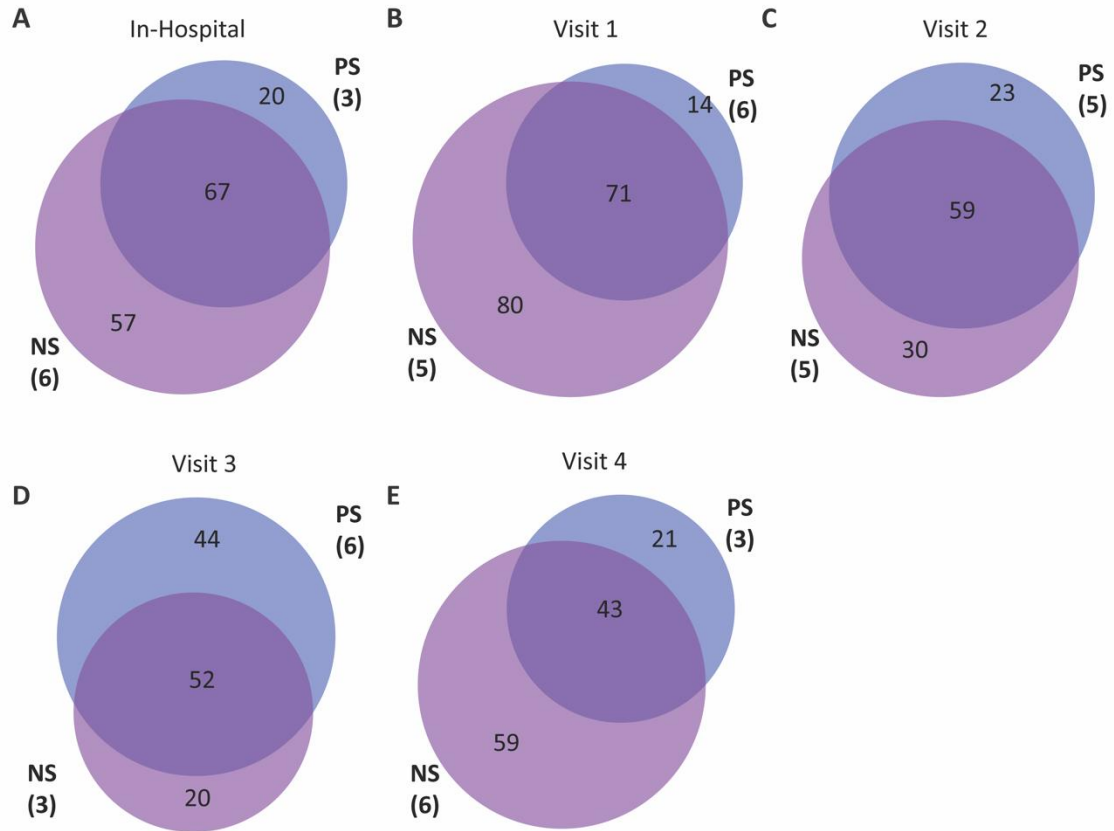 A
In-Hospital
20
PS
(3)
67
57
NS
(6)
B
Visit 1
14
PS
(6)
71
80
NS
(5)
C
Visit 2
23
PS
(5)
59
30
NS
(5)
D
Visit 3
44
PS
(6)
52
20
NS
(3)
E
Visit 4
21
PS
(3)
43
59
NS
(6)